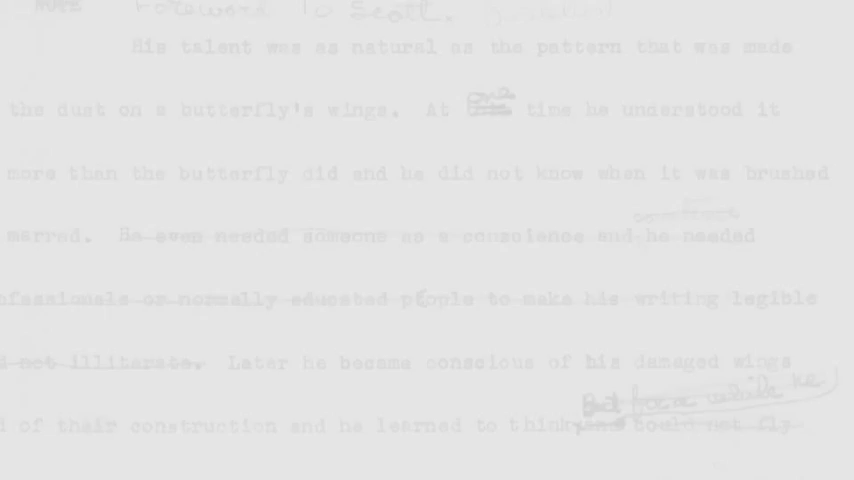 Foreword To Scott.
His talent was as natural as the pattern that was made
the dust on a butterfly's wings. At one time he understood it
more than the butterfly did and he did not know when it was brushed
marred. He even needed someone as a conscience and he needed
ofessionals or normally educated people to make his writing legible
d not illiterate. Later he became conscious of his damaged wings
But for a while he
d of their construction and he learned to think, and could not fly